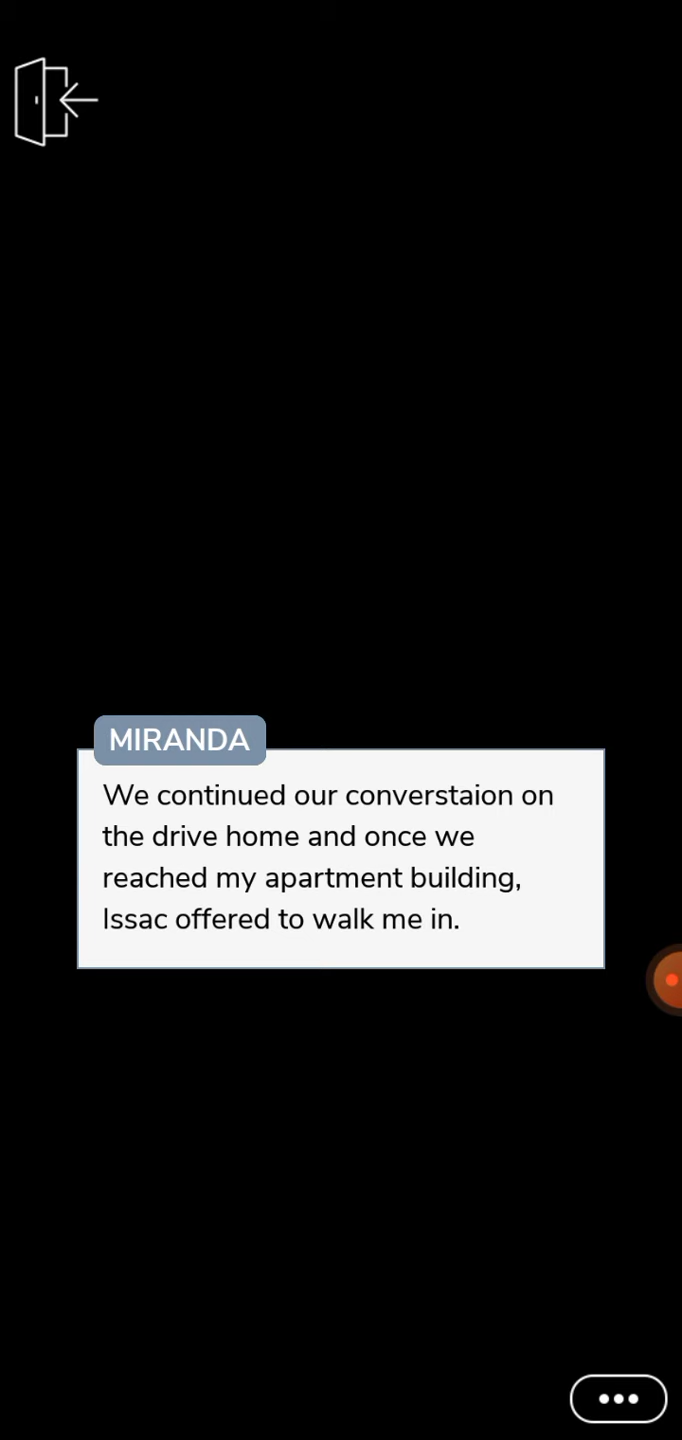 MIRANDA
We continued our converstaion on
the drive home and once we
reached my apartment building,
Issac offered to walk me in.